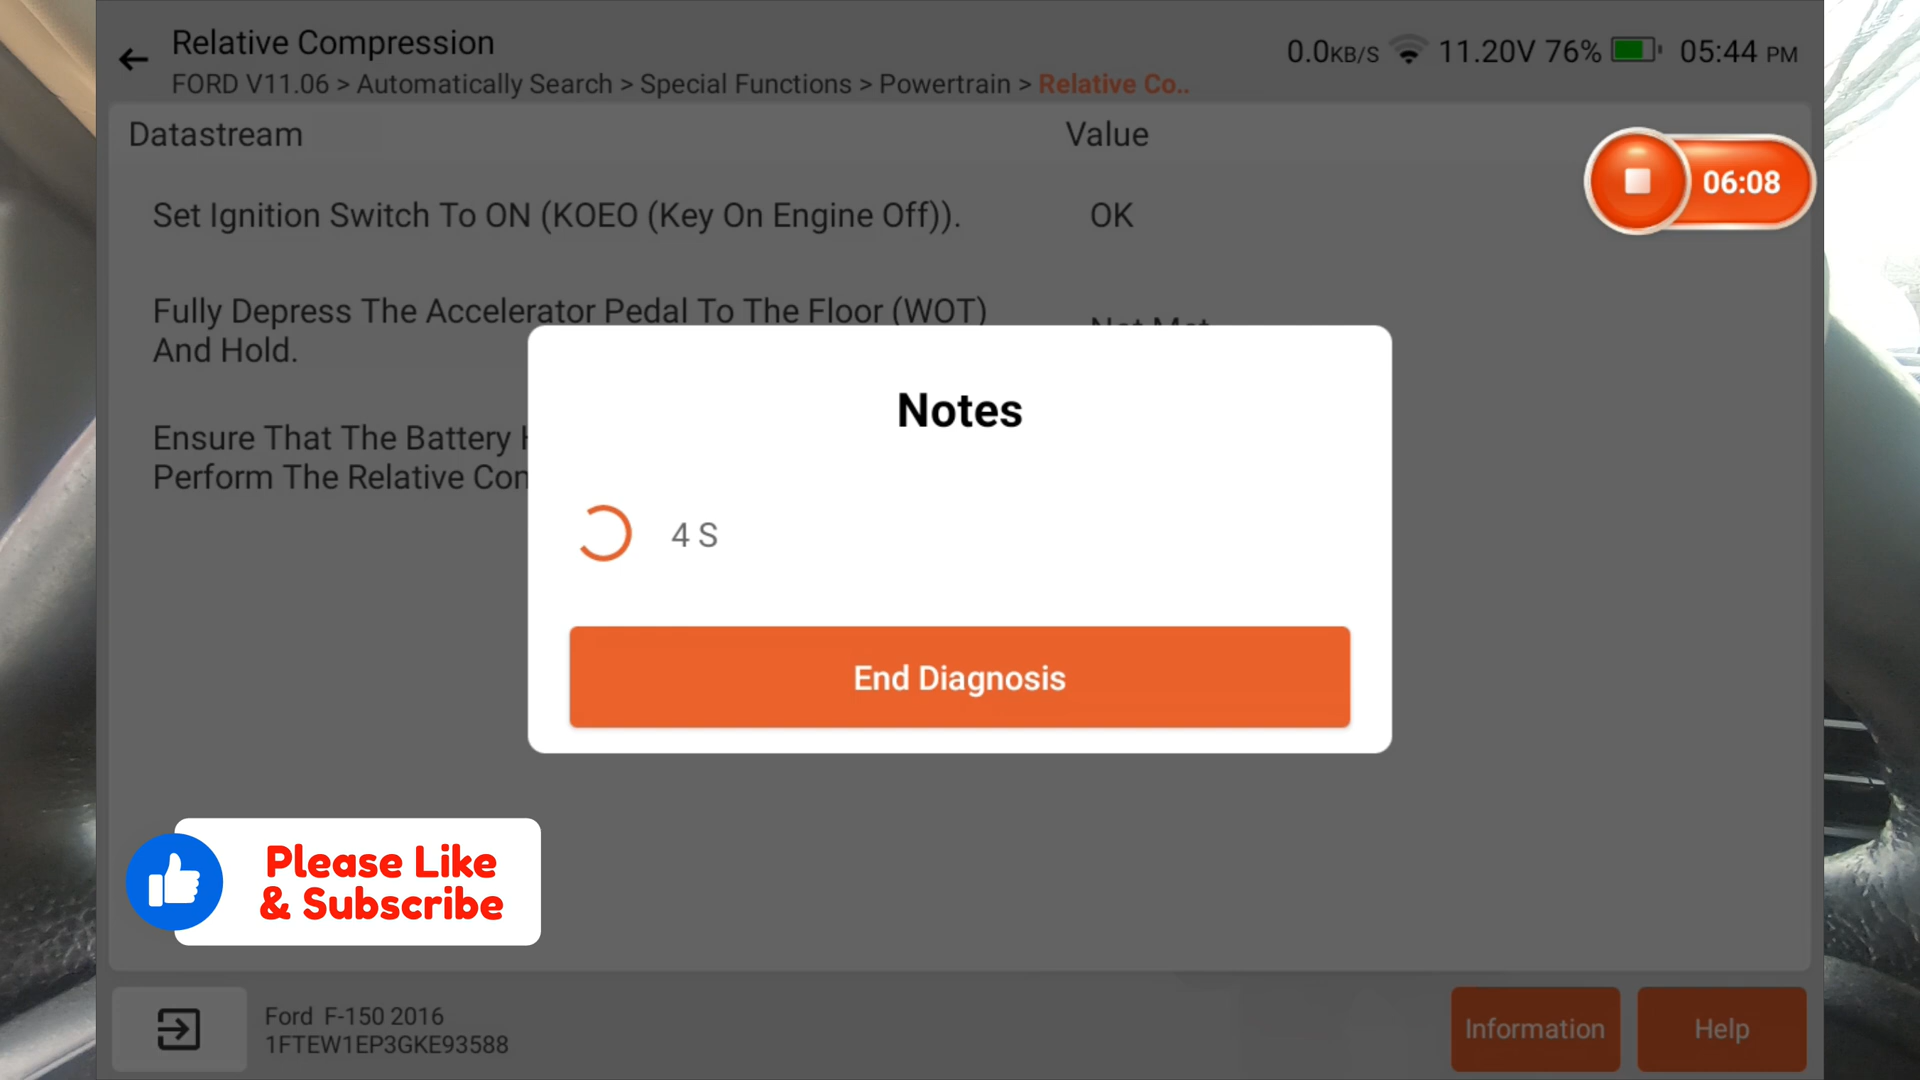 Relative Compression
FORD V11.06 > Automatically Search > Special Functions > Powertrain > Relative Co..
0.0KB/S 11.20V 76% 05:44 PM
Datastream Value
06:08
Set Ignition Switch To ON (KOEO (Key On Engine Off)). OK
Fully Depress The Accelerator Pedal To The Floor (WOT)
And Hold.
Not Met
Ensure That The Battery
Perform The Relative
Notes
4 S
End Diagnosis
Please Like
& Subscribe
Ford F-150 2016
1FTEW1EP3GKE93588
Information
Help